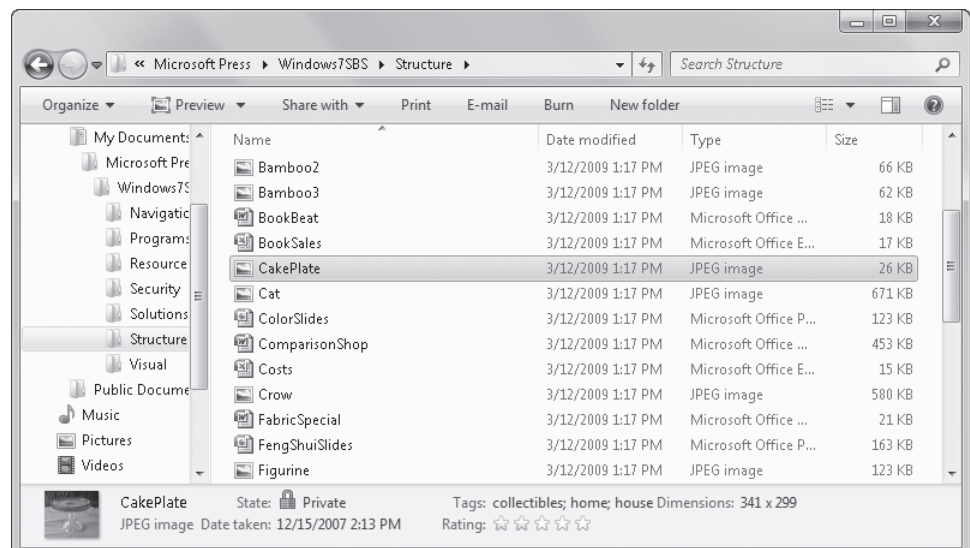 « Microsoft Press ▸ Windows7SBS ▸ Structure ▸ Search Structure
Organize Preview Share with Print E-mail Burn New folder
My Documents
Microsoft Pre
Windows7S
Navigatic
Programs
Resource
Security
Solutions
Structure
Visual
Public Docume
Music
Pictures
Videos
Name Date modified Type Size
Bamboo2 3/12/2009 1:17 PM JPEG image 66 KB
Bamboo3 3/12/2009 1:17 PM JPEG image 62 KB
BookBeat 3/12/2009 1:17 PM Microsoft Office ... 18 KB
BookSales 3/12/2009 1:17 PM Microsoft Office E... 17 KB
CakePlate 3/12/2009 1:17 PM JPEG image 26 KB
Cat 3/12/2009 1:17 PM JPEG image 671 KB
ColorSlides 3/12/2009 1:17 PM Microsoft Office P... 123 KB
ComparisonShop 3/12/2009 1:17 PM Microsoft Office ... 453 KB
Costs 3/12/2009 1:17 PM Microsoft Office E... 15 KB
Crow 3/12/2009 1:17 PM JPEG image 580 KB
FabricSpecial 3/12/2009 1:17 PM Microsoft Office ... 21 KB
FengShuiSlides 3/12/2009 1:17 PM Microsoft Office P... 163 KB
Figurine 3/12/2009 1:17 PM JPEG image 123 KB
CakePlate State: Private Tags: collectibles; home; house Dimensions: 341 x 299
JPEG image Date taken: 12/15/2007 2:13 PM Rating: ☆☆☆☆☆